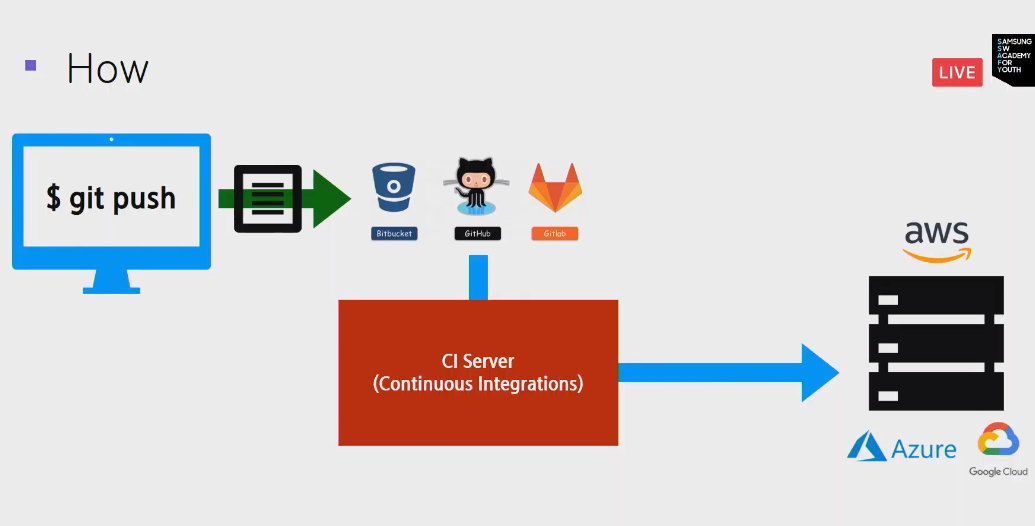 How
LIVE
SAMSUNG
SW
ACADEMY
FOR
YOUTH
$ git push
Bitbucket
GitHub
Gitlab
aws
CI Server
(Continuous Integrations)
Azure
Google Cloud